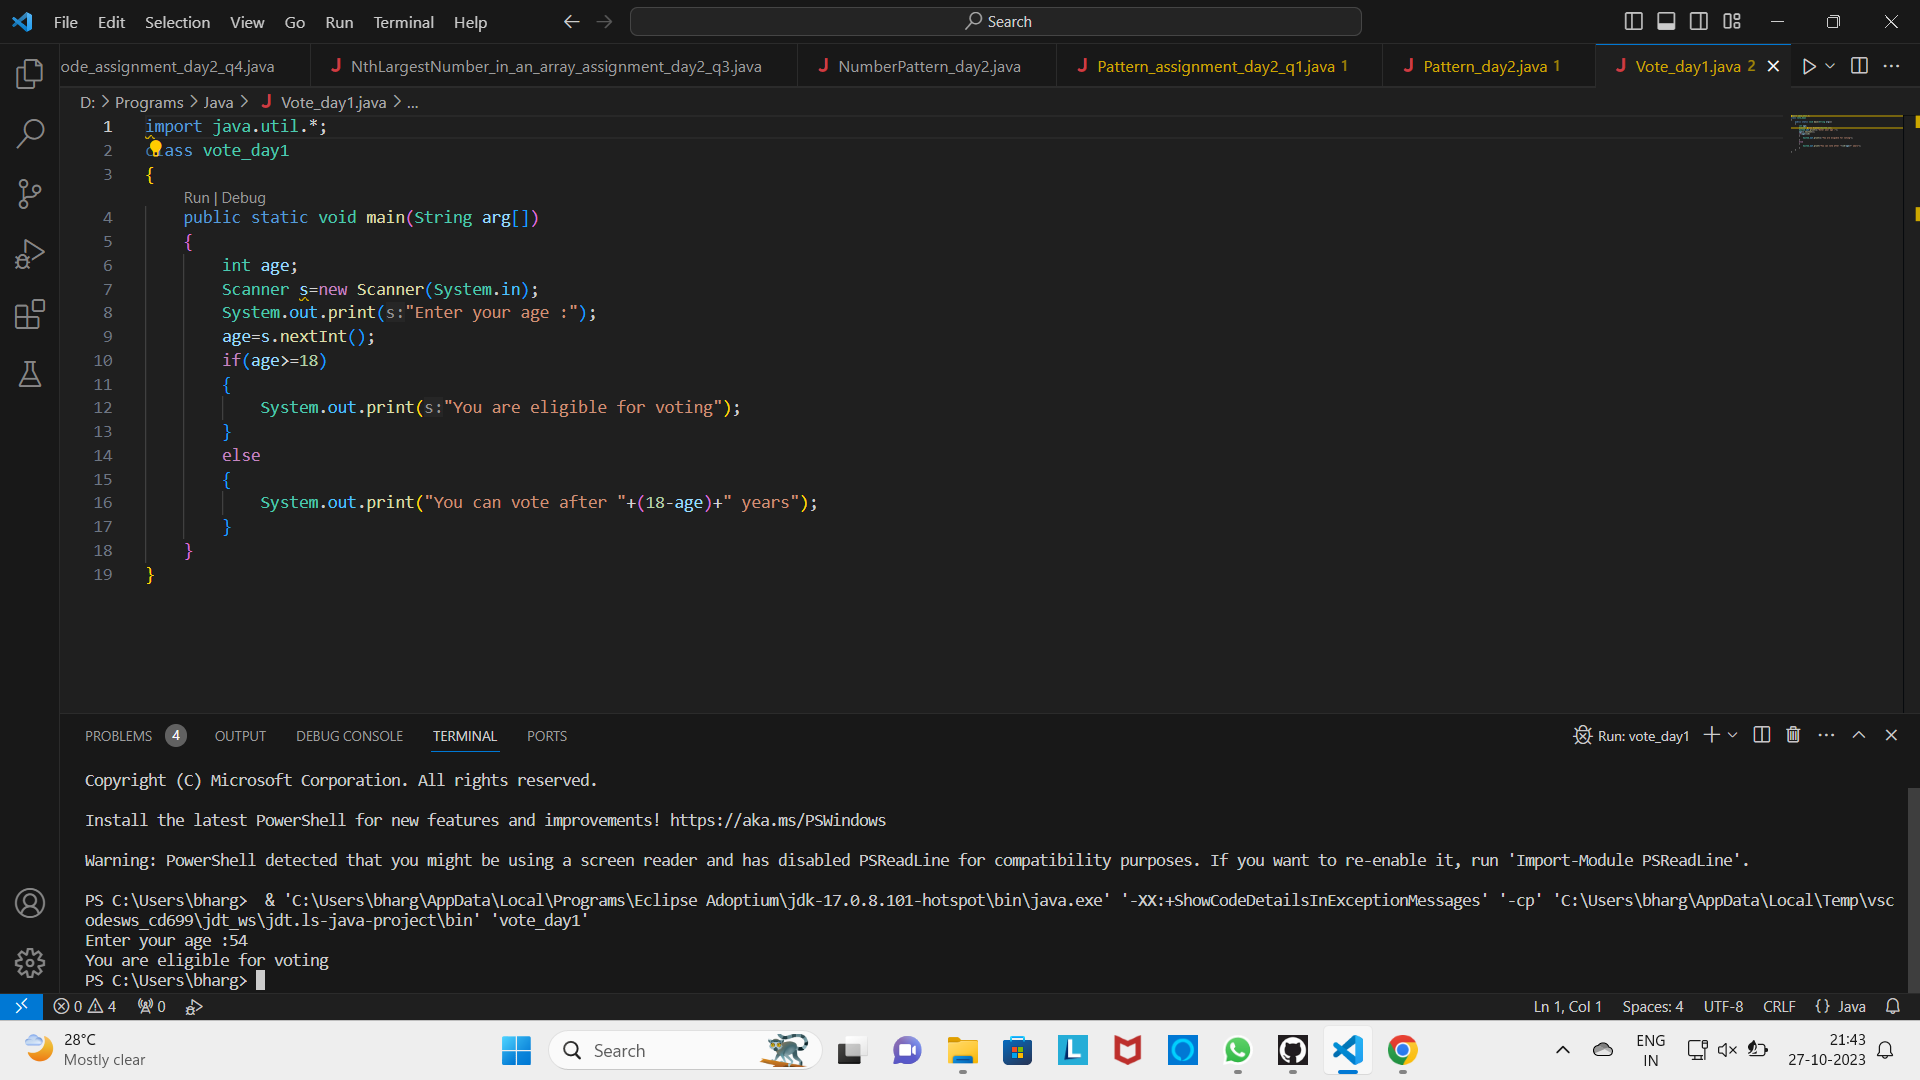 File Edit Selection View Go Run Terminal Help Search
ode_assignment_day2_q4.java NthLargestNumber_in_an_array_assignment_day2_q3.java NumberPattern_day2.java Pattern_assignment_day2_q1.java 1 Pattern_day2.java 1 Vote_day1.java 2
D: > Programs > Java > Vote_day1.java > ...
1 import java.util.*;
2 class vote_day1
3 {
Run | Debug
4 public static void main(String arg[])
5 {
6 int age;
7 Scanner s=new Scanner(System.in);
8 System.out.print(s:"Enter your age :");
9 age=s.nextInt();
10 if(age>=18)
11 {
12 System.out.print(s:"You are eligible for voting");
13 }
14 else
15 {
16 System.out.print("You can vote after "+(18-age)+" years");
17 }
18 }
19 }
PROBLEMS 4 OUTPUT DEBUG CONSOLE TERMINAL PORTS Run: vote_day1
Copyright (C) Microsoft Corporation. All rights reserved.
Install the latest PowerShell for new features and improvements! https://aka.ms/PSWindows
Warning: PowerShell detected that you might be using a screen reader and has disabled PSReadLine for compatibility purposes. If you want to re-enable it, run 'Import-Module PSReadLine'.
PS C:\Users\bharg>  & 'C:\Users\bharg\AppData\Local\Programs\Eclipse Adoptium\jdk-17.0.8.101-hotspot\bin\java.exe' '-XX:+ShowCodeDetailsInExceptionMessages' '-cp' 'C:\Users\bharg\AppData\Local\Temp\vsc
odesws_cd699\jdt_ws\jdt.ls-java-project\bin' 'vote_day1'
Enter your age :54
You are eligible for voting
PS C:\Users\bharg>
0 4 0 Ln 1, Col 1 Spaces: 4 UTF-8 CRLF {} Java
28°C
Mostly clear
Search
ENG
IN
21:43
27-10-2023